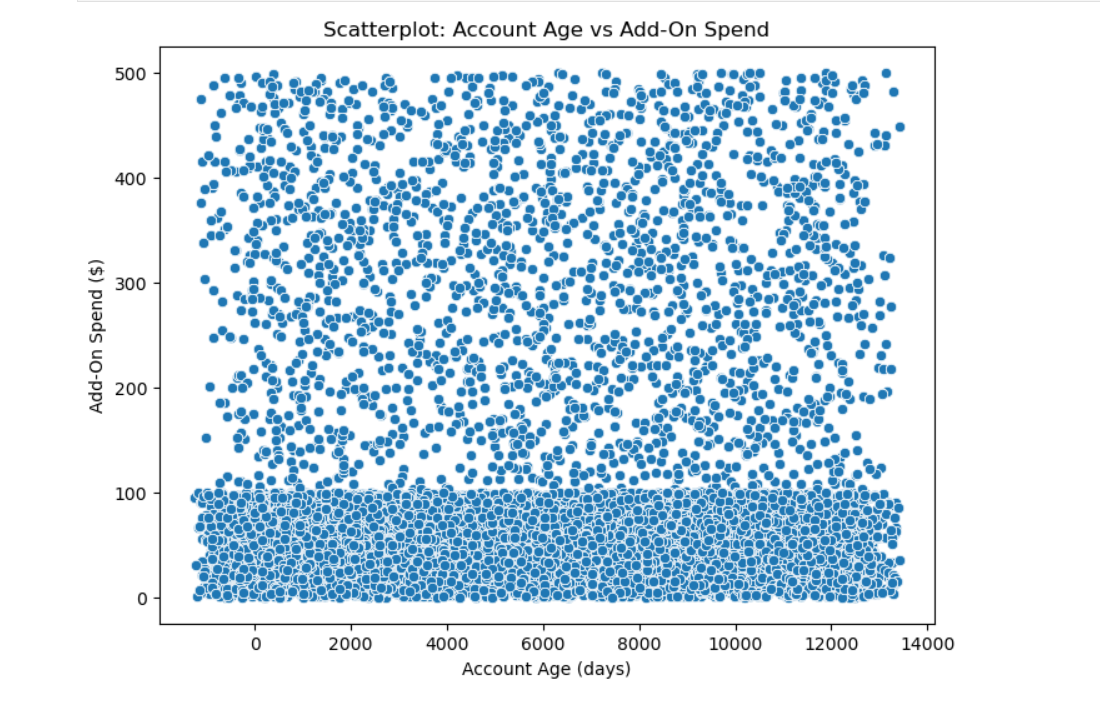 Scatterplot: Account Age vs Add-On Spend
500
400
300
200
100
0
Add-On Spend ($)
0 2000 4000 6000 8000 10000 12000 14000
Account Age (days)